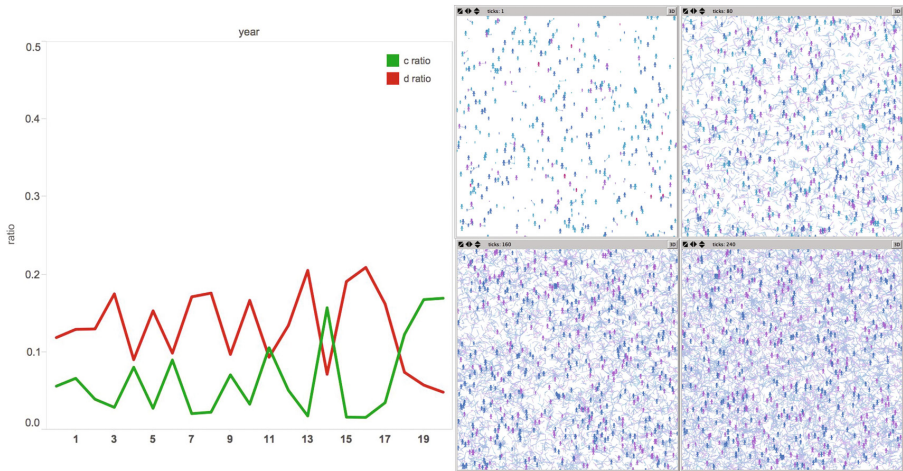 year
0.5
c ratio
d ratio
0.4
0.3
ratio
0.2
0.1
0.0
1 3 5 7 9 11 13 15 17 19
ticks: 1 3D
ticks: 80 3D
ticks: 160 3D
ticks: 240 3D